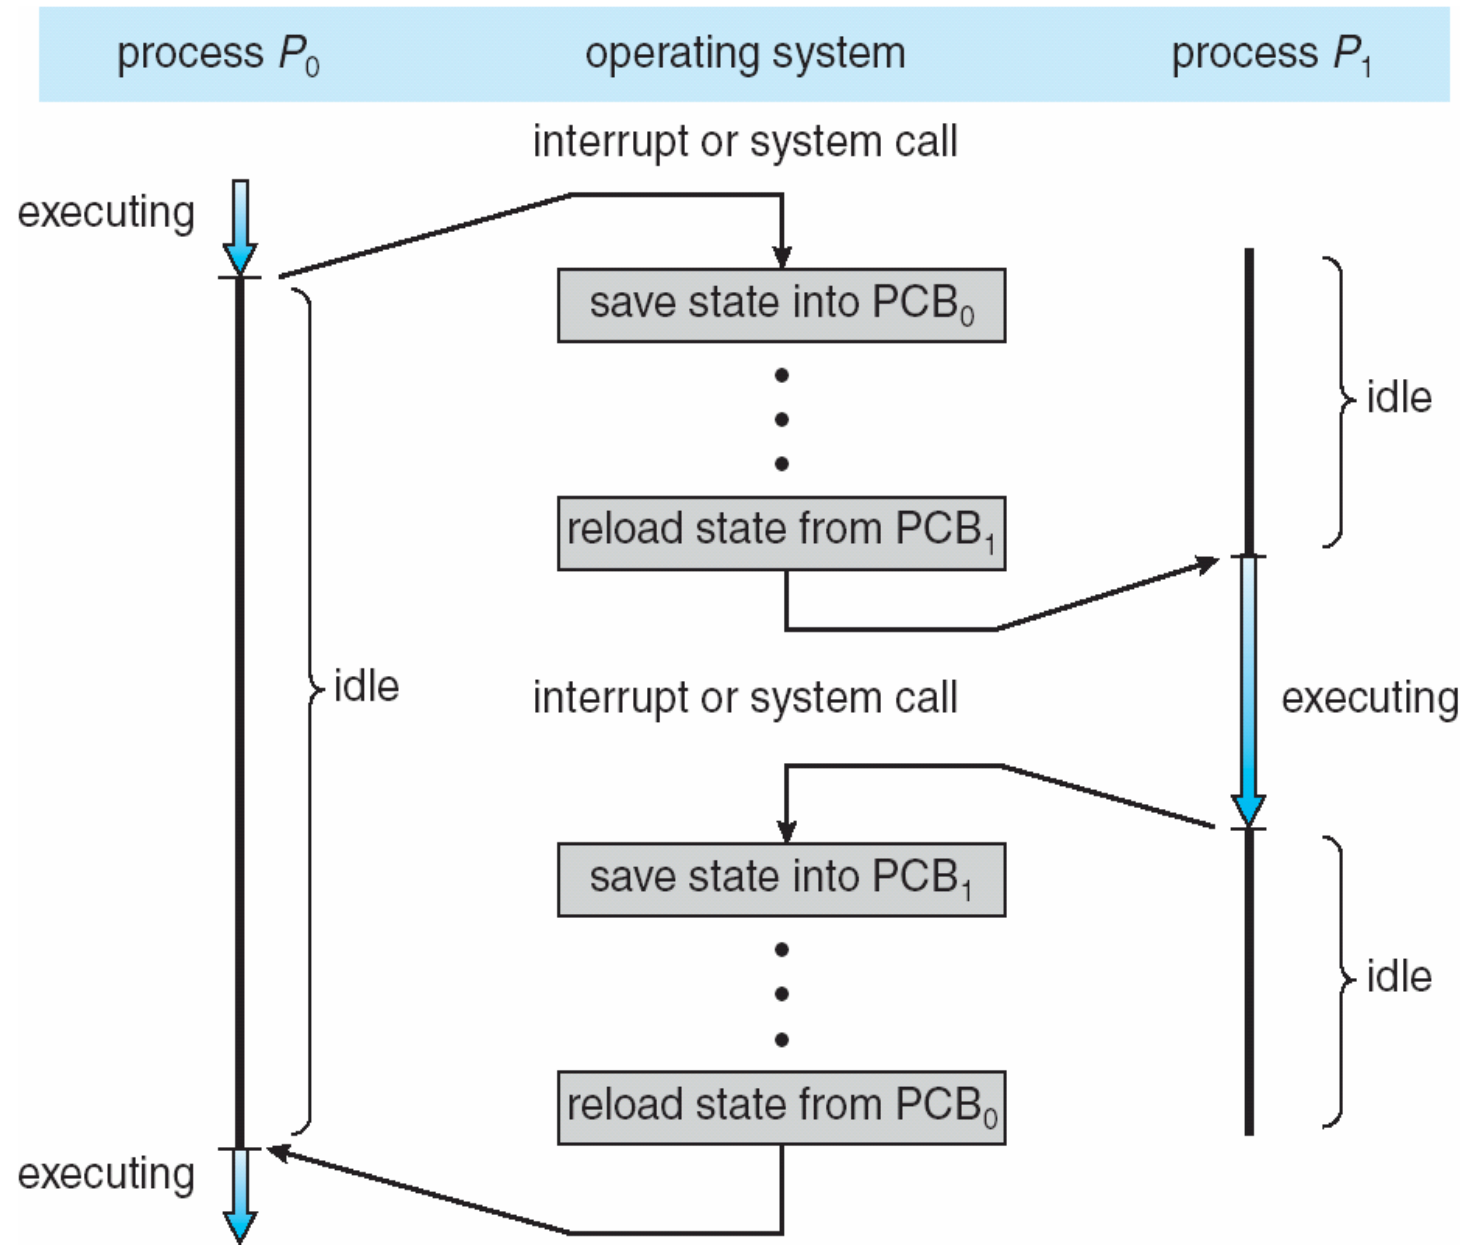 process P₀
operating system
process P₁
interrupt or system call
executing
save state into PCB₀
idle
reload state from PCB₁
idle
interrupt or system call
executing
save state into PCB₁
idle
reload state from PCB₀
executing